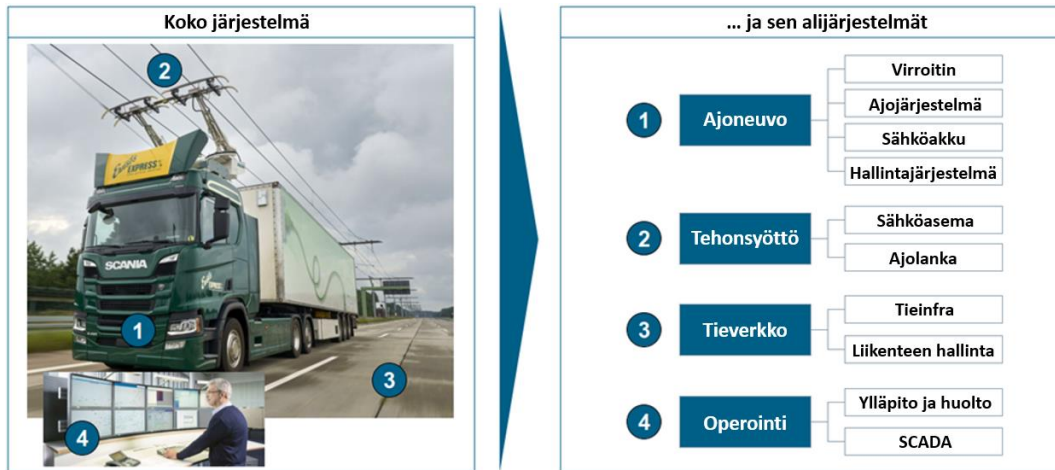 Koko järjestelmä
2
EXPRESS
SCANIA
1
3
4
... ja sen alijärjestelmät
1
Ajoneuvo
Virroitin
Ajojärjestelmä
Sähköakku
Hallintajärjestelmä
2
Tehonsyöttö
Sähköasema
Ajolanka
3
Tieverkko
Tieinfra
Liikenteen hallinta
4
Operointi
Ylläpito ja huolto
SCADA